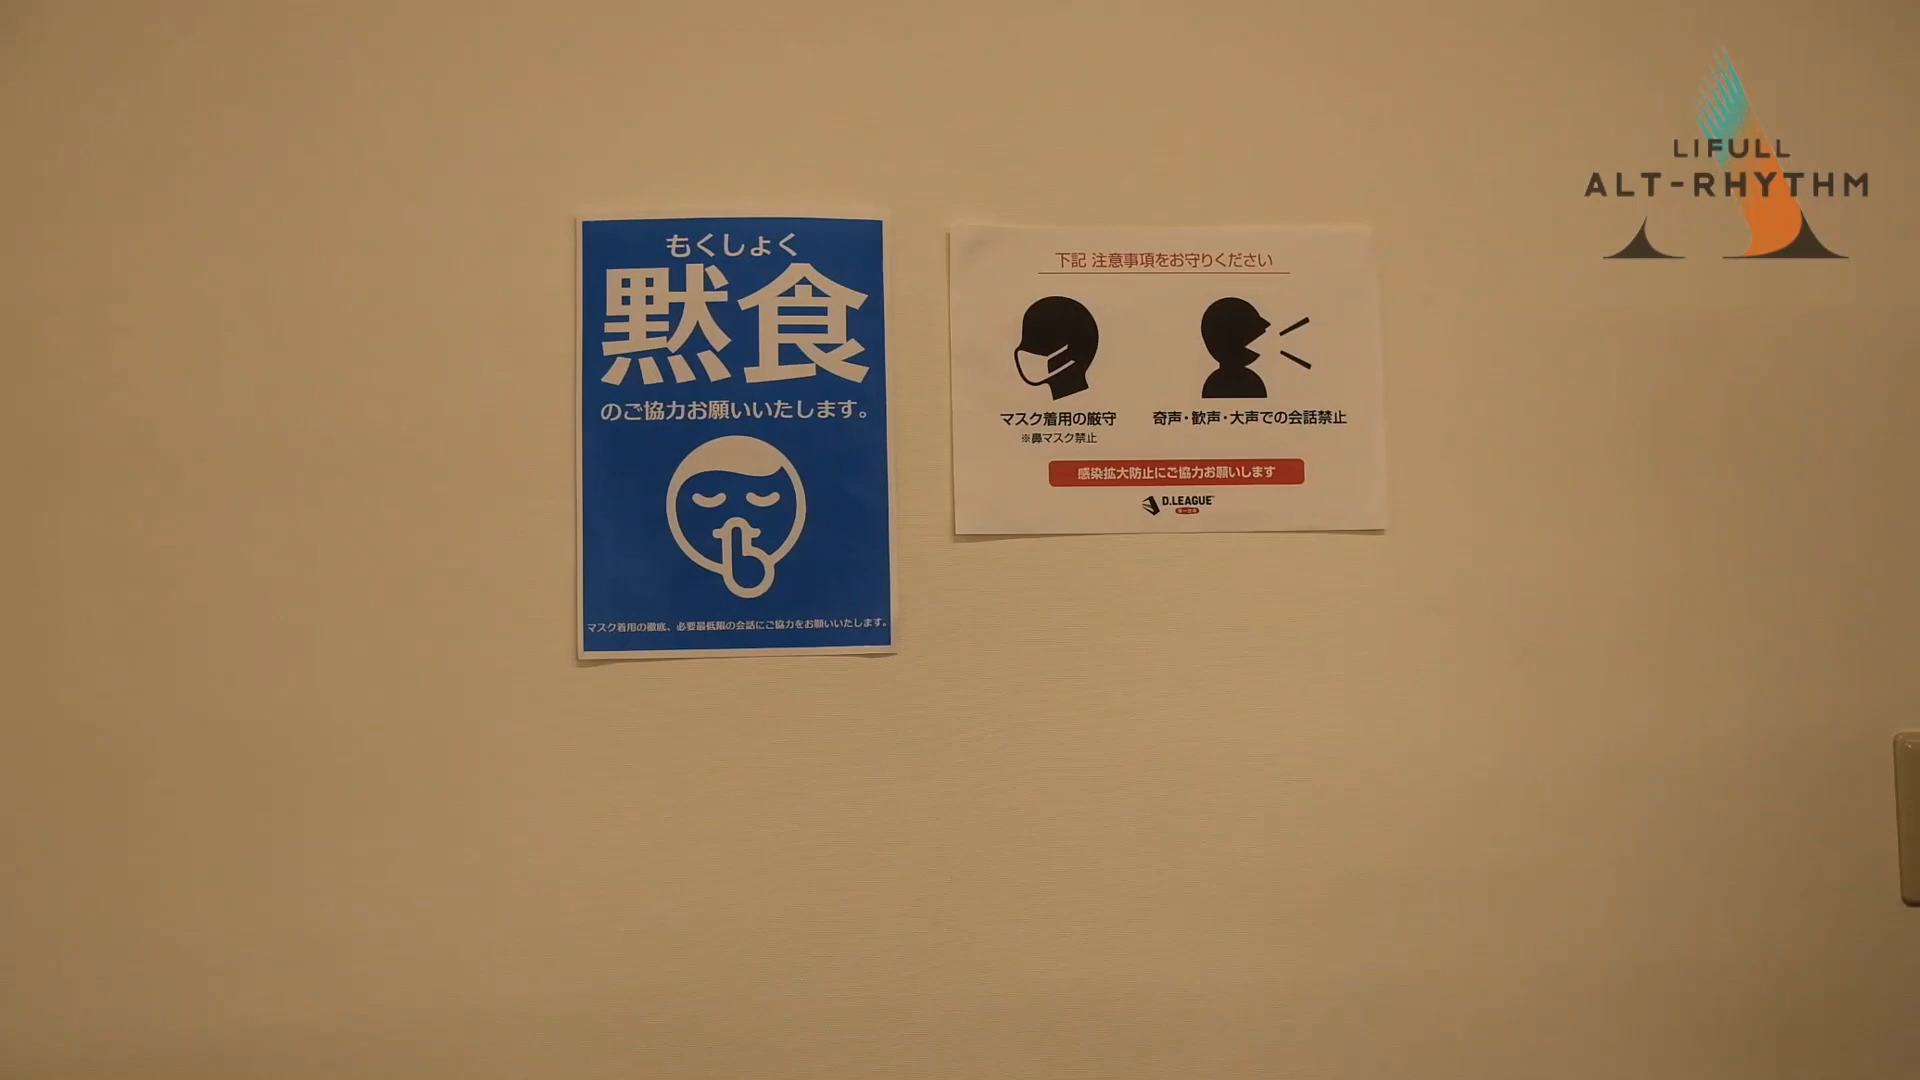 もくしょく
黙食
のご協力お願いいたします。
マスク着用の徹底、必要最低限の会話にご協力をお願いいたします。
下記 注意事項をお守りください
マスク着用の厳守
※鼻マスク禁止
奇声・歓声・大声での会話禁止
感染拡大防止にご協力お願いします
D.LEAGUE
LIFULL
ALT-RHYTHM